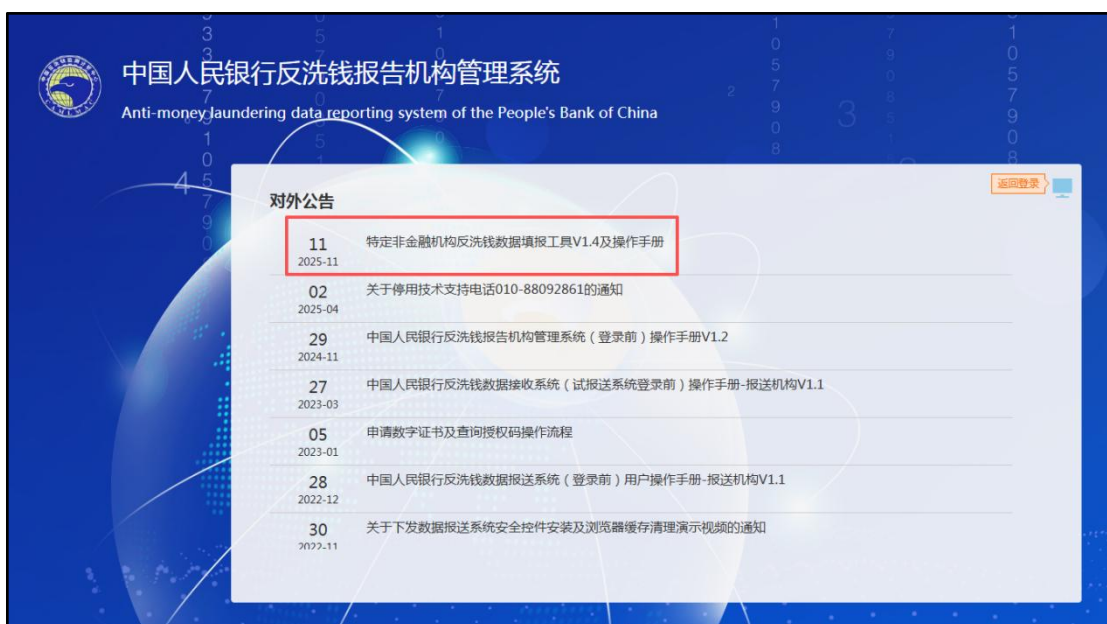 中国人民银行反洗钱报告机构管理系统
Anti-money laundering data reporting system of the People's Bank of China
返回登录
对外公告
11
2025-11
特定非金融机构反洗钱数据填报工具V1.4及操作手册
02
2025-04
关于停用技术支持电话010-88092861的通知
29
2024-11
中国人民银行反洗钱报告机构管理系统（登录前）操作手册V1.2
27
2023-03
中国人民银行反洗钱数据接收系统（试报送系统登录前）操作手册-报送机构V1.1
05
2023-01
申请数字证书及查询授权码操作流程
28
2022-12
中国人民银行反洗钱数据报送系统（登录前）用户操作手册-报送机构V1.1
30
2022-11
关于下发数据报送系统安全控件安装及浏览器缓存清理演示视频的通知